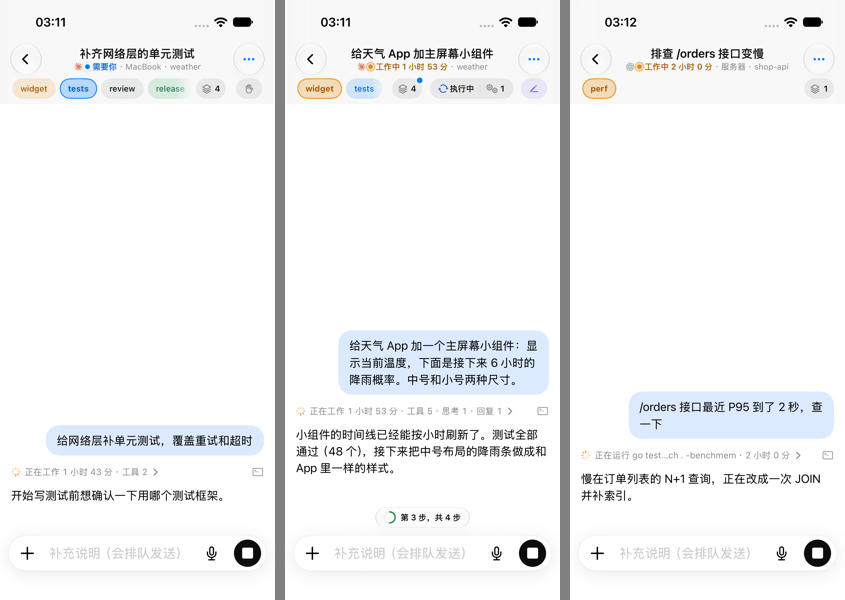 03:11
补齐网络层的单元测试
需要你 · MacBook · weather
widget
tests
review
release
4
给网络层补单元测试，覆盖重试和超时
正在工作 1 小时 43 分 · 工具 2
开始写测试前想确认一下用哪个测试框架。
补充说明（会排队发送）
03:11
给天气 App 加主屏幕小组件
工作中 1 小时 53 分 · weather
widget
tests
4
执行中
1
给天气 App 加一个主屏幕小组件：显
示当前温度，下面是接下来 6 小时的
降雨概率。中号和小号两种尺寸。
正在工作 1 小时 53 分 · 工具 5 · 思考 1 · 回复 1
小组件的时间线已经能按小时刷新了。测试全部
通过（48 个），接下来把中号布局的降雨条做成和
App 里一样的样式。
第 3 步，共 4 步
补充说明（会排队发送）
03:12
排查 /orders 接口变慢
工作中 2 小时 0 分 · 服务器 · shop-api
perf
1
/orders 接口最近 P95 到了 2 秒，查
一下
正在运行 go test...ch . -benchmem · 2 小时 0 分
慢在订单列表的 N+1 查询，正在改成一次 JOIN
并补索引。
补充说明（会排队发送）